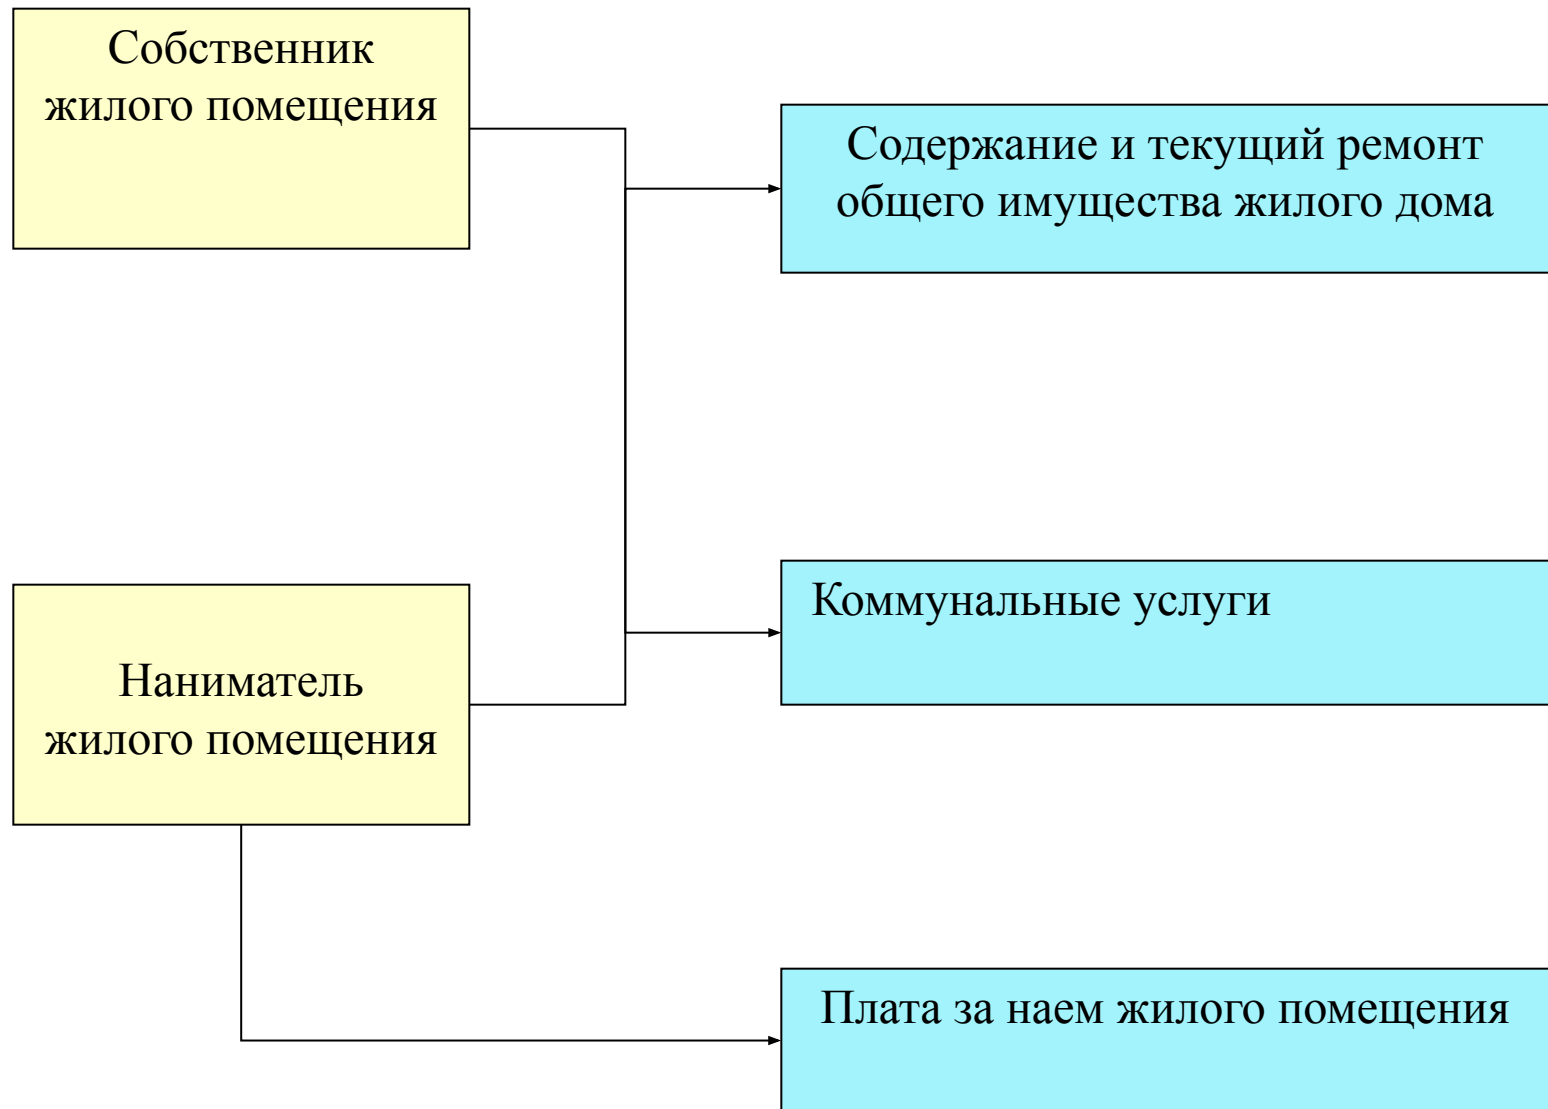 Собственник
жилого помещения
Содержание и текущий ремонт
общего имущества жилого дома
Коммунальные услуги
Наниматель
жилого помещения
Плата за наем жилого помещения